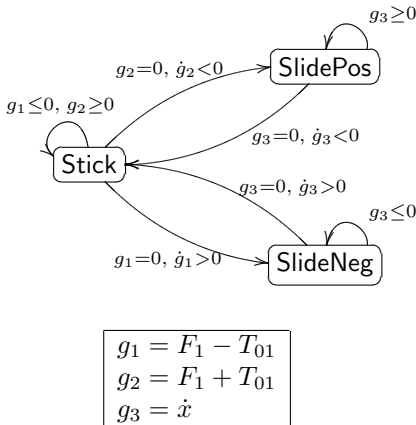 g₃≥0
SlidePos
g₂=0, ġ₂<0
g₁≤0, g₂≥0
g₃=0, ġ₃<0
Stick
g₃=0, ġ₃>0
g₃≤0
g₁=0, ġ₁>0
SlideNeg
g₁ = F₁ − T₀₁
g₂ = F₁ + T₀₁
g₃ = ẋ